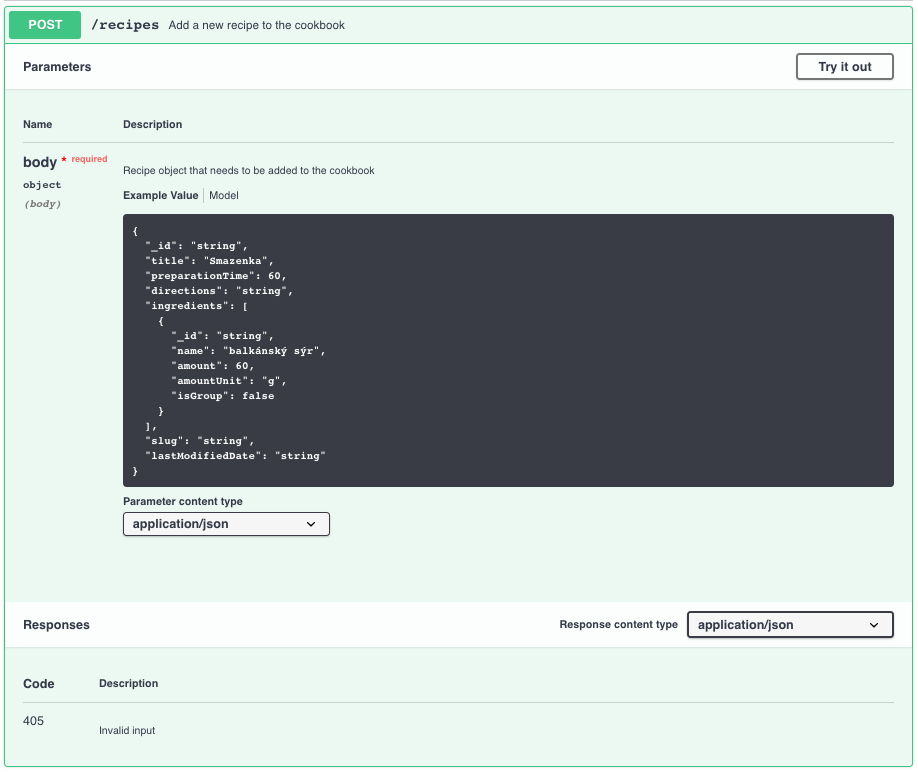 POST /recipes Add a new recipe to the cookbook
Parameters Try it out
Name Description
body * required
object
(body)
Recipe object that needs to be added to the cookbook
Example Value Model
{
  "_id": "string",
  "title": "Smazenka",
  "preparationTime": 60,
  "directions": "string",
  "ingredients": [
    {
      "_id": "string",
      "name": "balkánský sýr",
      "amount": 60,
      "amountUnit": "g",
      "isGroup": false
    }
  ],
  "slug": "string",
  "lastModifiedDate": "string"
}
Parameter content type
application/json
Responses Response content type application/json
Code Description
405 Invalid input